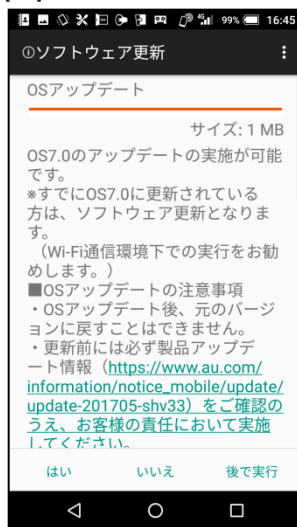 99% 16:45
ソフトウェア更新
OSアップデート
サイズ: 1 MB
OS7.0のアップデートの実施が可能
です。
※すでにOS7.0に更新されている
方は、ソフトウェア更新となりま
す。
（Wi-Fi通信環境下での実行をお勧
めします。）
■OSアップデートの注意事項
・OSアップデート後、元のバージ
ョンに戻すことはできません。
・更新前には必ず製品アップデ
ート情報（https://www.au.com/
information/notice_mobile/update/
update-201705-shv33）をご確認の
うえ、お客様の責任において実施
してください。
はい いいえ 後で実行